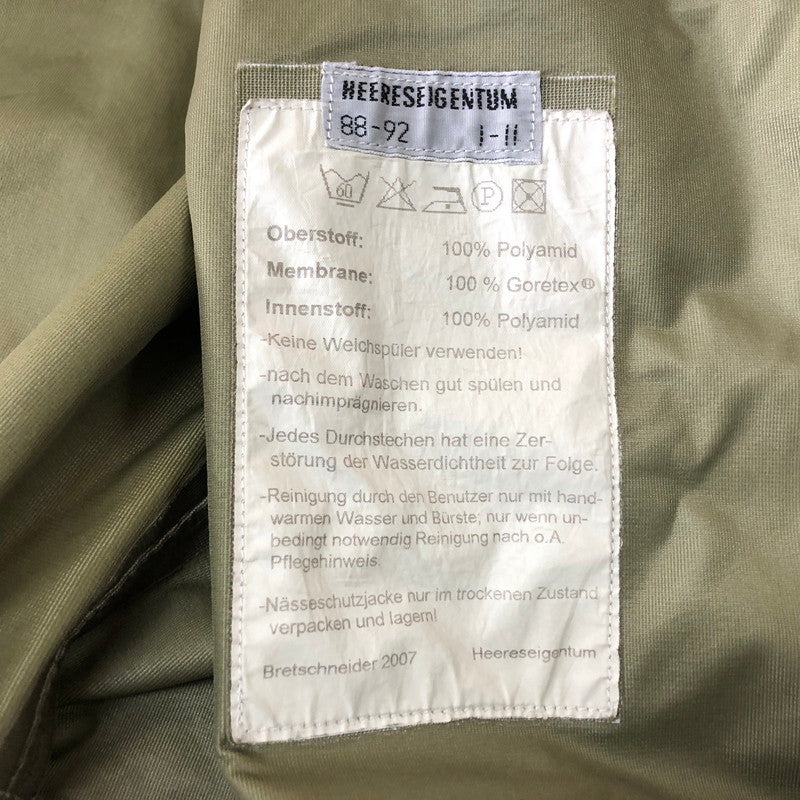 HEERESEIGENTUM
88-92 I-II
60 P
Oberstoff: 100% Polyamid
Membrane: 100 % Goretex®
Innenstoff: 100% Polyamid
-Keine Weichspüler verwenden!
-nach dem Waschen gut spülen und
nachimprägnieren.
-Jedes Durchstechen hat eine Zer-
störung der Wasserdichtheit zur Folge.
-Reinigung durch den Benutzer nur mit hand-
warmen Wasser und Bürste; nur wenn un-
bedingt notwendig Reinigung nach o.A.
Pflegehinweis.
-Nässeschutzjacke nur im trockenen Zustand
verpacken und lagern!
Bretschneider 2007 Heereseigentum